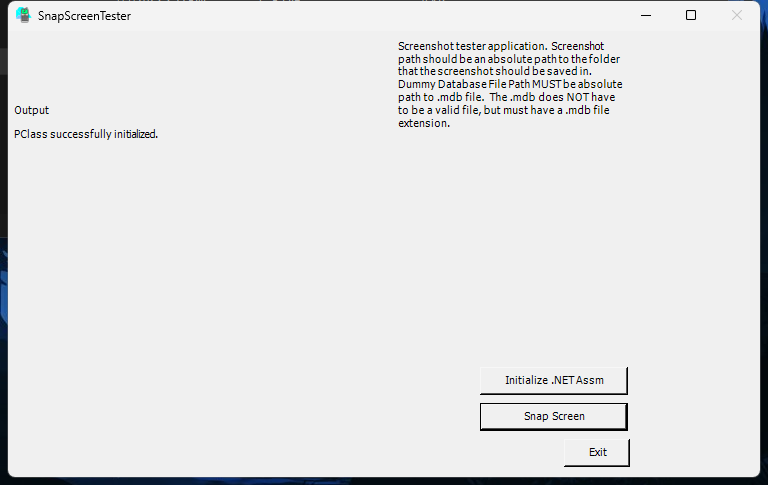 SnapScreenTester
Screenshot tester application. Screenshot
path should be an absolute path to the folder
that the screenshot should be saved in.
Dummy Database File Path MUST be absolute
path to .mdb file. The .mdb does NOT have
to be a valid file, but must have a .mdb file
extension.
Output
PClass successfully initialized.
Initialize .NET Assm
Snap Screen
Exit